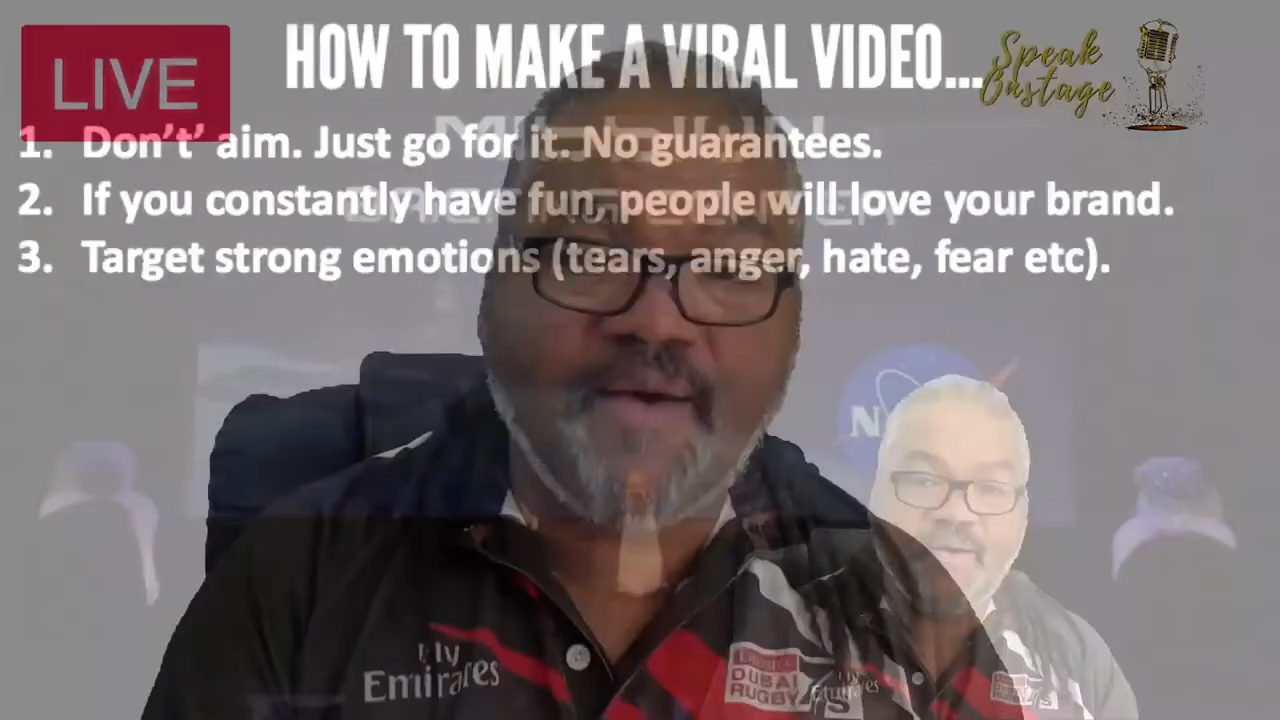 LIVE
HOW TO MAKE A VIRAL VIDEO...
Speak
Onstage
1. Don’t’ aim. Just go for it. No guarantees.
2. If you constantly have fun, people will love your brand.
3. Target strong emotions (tears, anger, hate, fear etc).
Fly
Emirates
DUBAI
RUGBY7S
Emirates